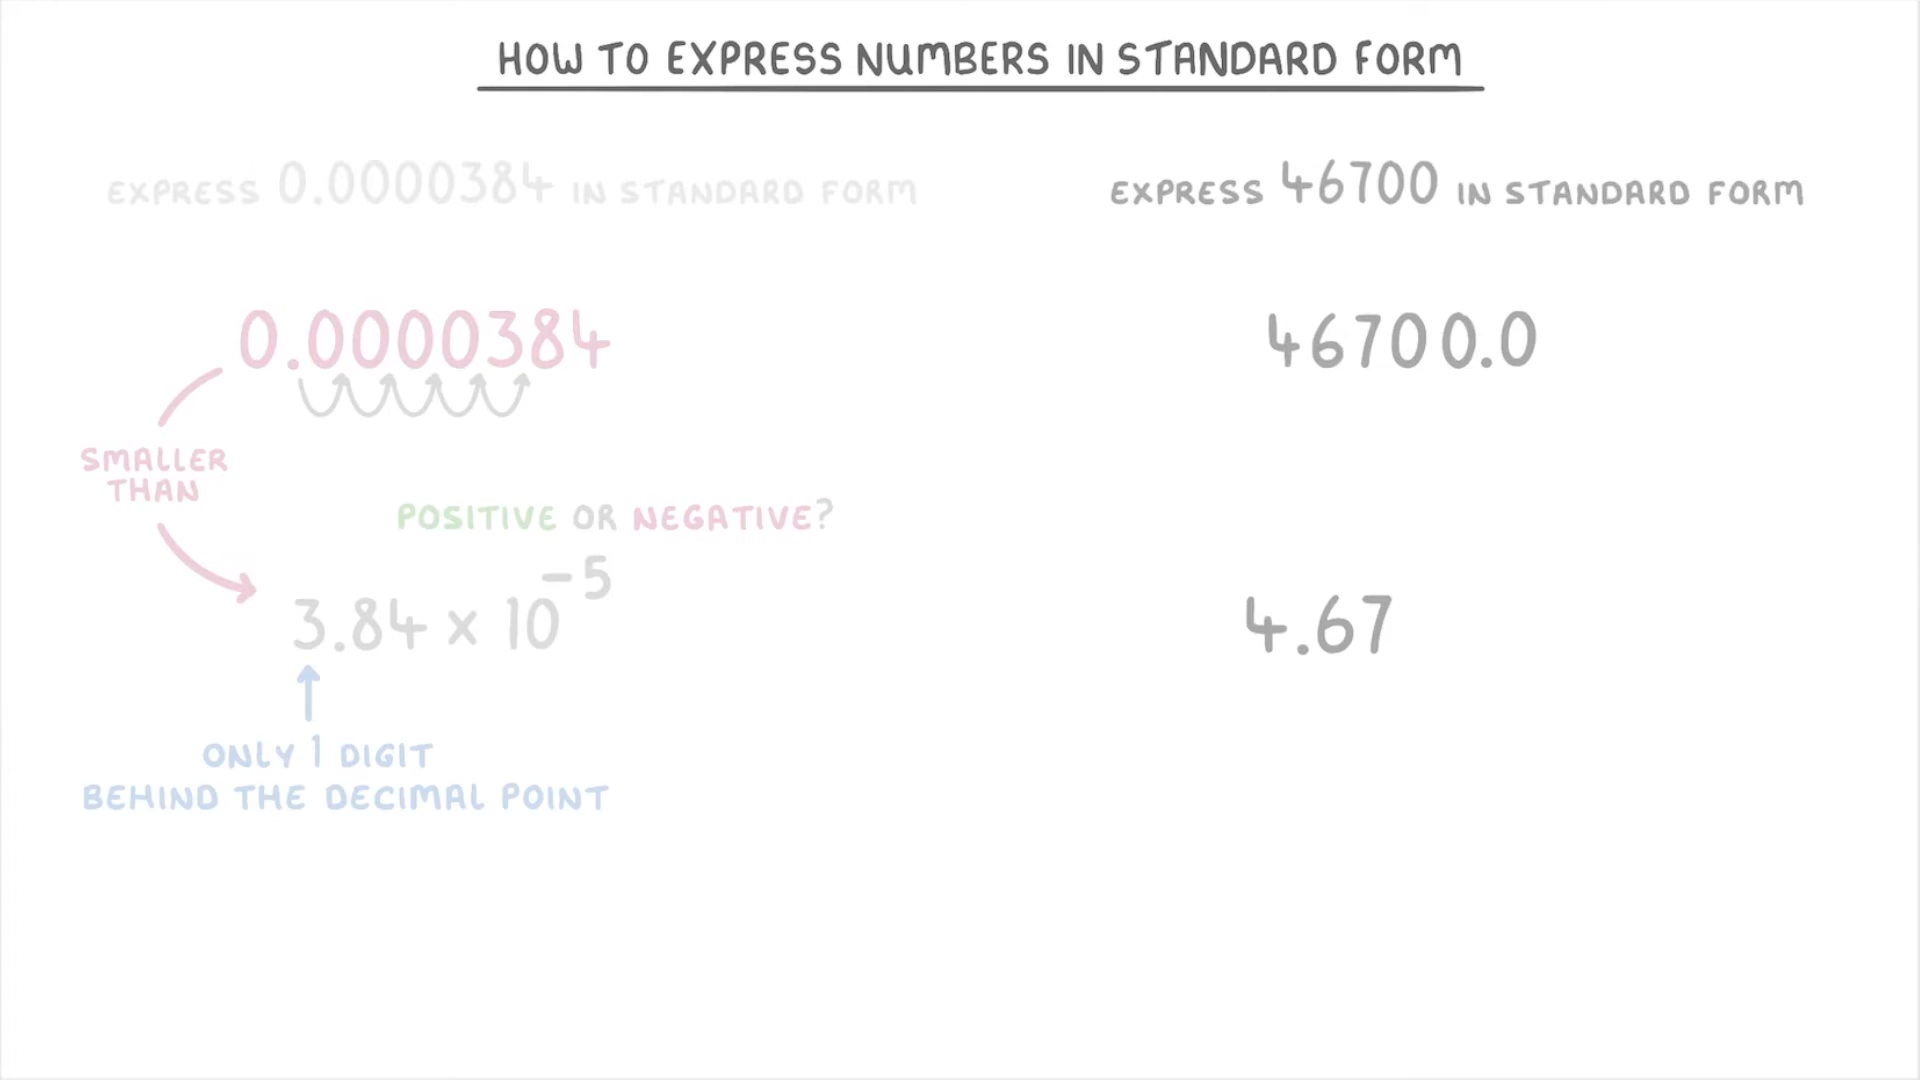 HOW TO EXPRESS NUMBERS IN STANDARD FORM
EXPRESS 0.0000384 IN STANDARD FORM
0.0000384
SMALLER
THAN
POSITIVE OR NEGATIVE?
3.84 x 10⁻⁵
ONLY 1 DIGIT
BEHIND THE DECIMAL POINT
EXPRESS 46700 IN STANDARD FORM
46700.0
4.67